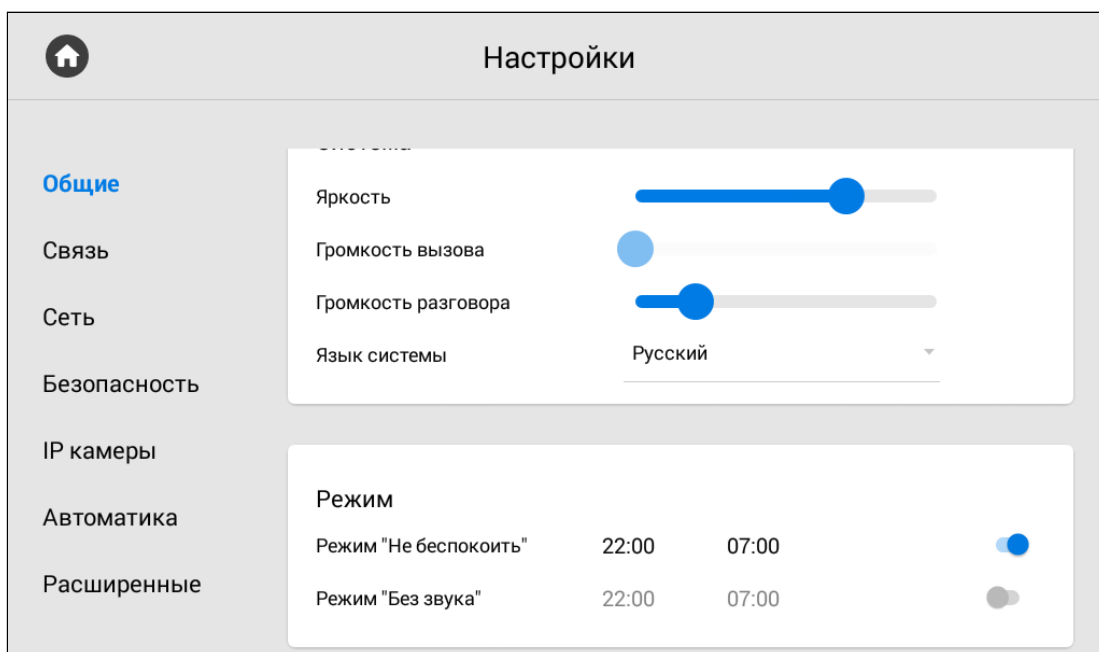 Настройки
Общие
Связь
Сеть
Безопасность
IP камеры
Автоматика
Расширенные
Яркость
Громкость вызова
Громкость разговора
Язык системы Русский
Режим
Режим "Не беспокоить" 22:00 07:00
Режим "Без звука" 22:00 07:00